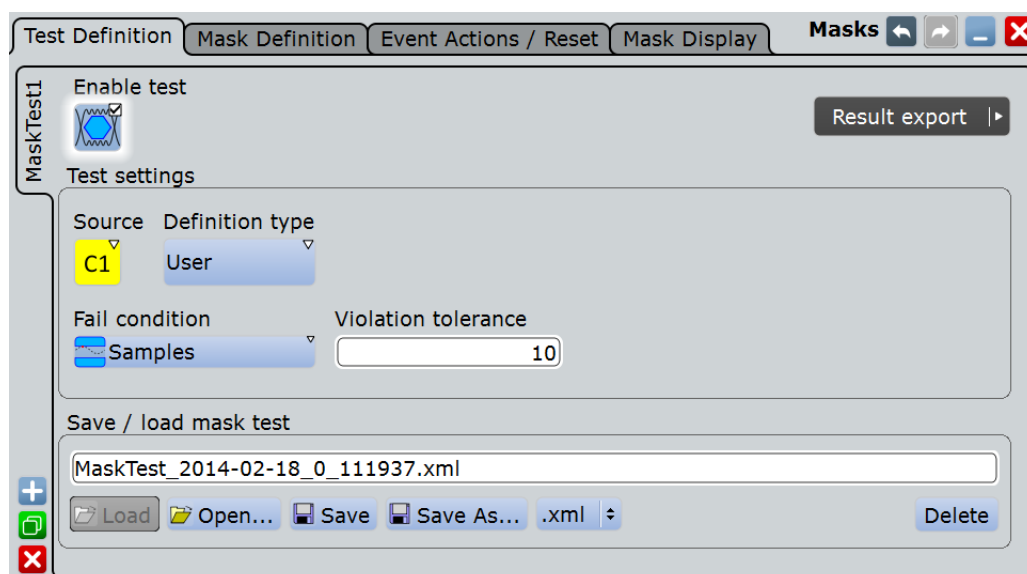 Test Definition Mask Definition Event Actions / Reset Mask Display Masks
MaskTest1
Enable test
Result export
Test settings
Source Definition type
C1 User
Fail condition Violation tolerance
Samples 10
Save / load mask test
MaskTest_2014-02-18_0_111937.xml
Load Open... Save Save As... .xml Delete